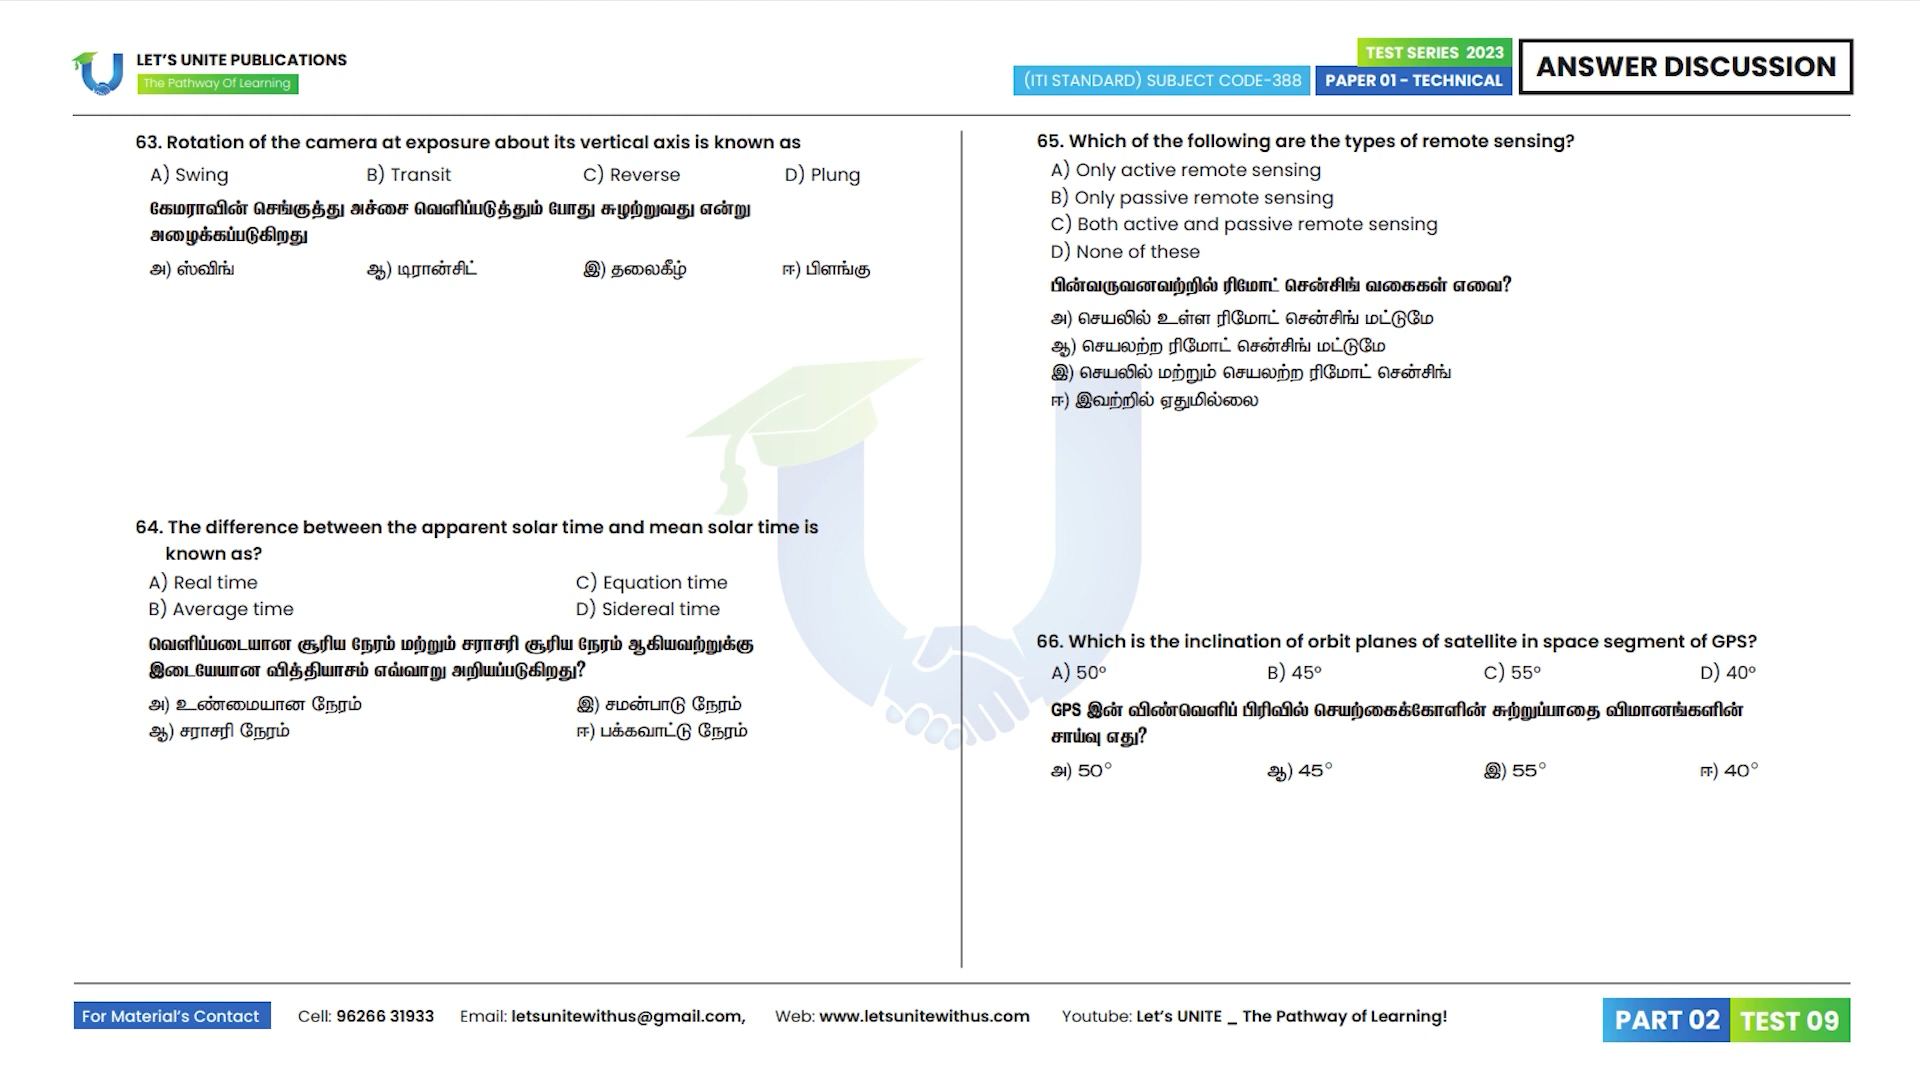 LET'S UNITE PUBLICATIONS
The Pathway Of Learning
TEST SERIES 2023
(ITI STANDARD) SUBJECT CODE-388
PAPER 01 - TECHNICAL
ANSWER DISCUSSION
63. Rotation of the camera at exposure about its vertical axis is known as
A) Swing B) Transit C) Reverse D) Plung
கேமராவின் செங்குத்து அச்சை வெளிப்படுத்தும் போது சுழற்றுவது என்று
அழைக்கப்படுகிறது
அ) ஸ்விங் ஆ) டிரான்சிட் இ) தலைகீழ் ஈ) பிளங்கு
64. The difference between the apparent solar time and mean solar time is
known as?
A) Real time C) Equation time
B) Average time D) Sidereal time
வெளிப்படையான சூரிய நேரம் மற்றும் சராசரி சூரிய நேரம் ஆகியவற்றுக்கு
இடையேயான வித்தியாசம் எவ்வாறு அறியப்படுகிறது?
அ) உண்மையான நேரம் இ) சமன்பாடு நேரம்
ஆ) சராசரி நேரம் ஈ) பக்கவாட்டு நேரம்
65. Which of the following are the types of remote sensing?
A) Only active remote sensing
B) Only passive remote sensing
C) Both active and passive remote sensing
D) None of these
பின்வருவனவற்றில் ரிமோட் சென்சிங் வகைகள் எவை?
அ) செயலில் உள்ள ரிமோட் சென்சிங் மட்டுமே
ஆ) செயலற்ற ரிமோட் சென்சிங் மட்டுமே
இ) செயலில் மற்றும் செயலற்ற ரிமோட் சென்சிங்
ஈ) இவற்றில் ஏதுமில்லை
66. Which is the inclination of orbit planes of satellite in space segment of GPS?
A) 50° B) 45° C) 55° D) 40°
GPS இன் விண்வெளிப் பிரிவில் செயற்கைக்கோளின் சுற்றுப்பாதை விமானங்களின்
சாய்வு எது?
அ) 50° ஆ) 45° இ) 55° ஈ) 40°
For Material's Contact Cell: 96266 31933 Email: letsunitewithus@gmail.com, Web: www.letsunitewithus.com Youtube: Let's UNITE _ The Pathway of Learning!
PART 02 TEST 09